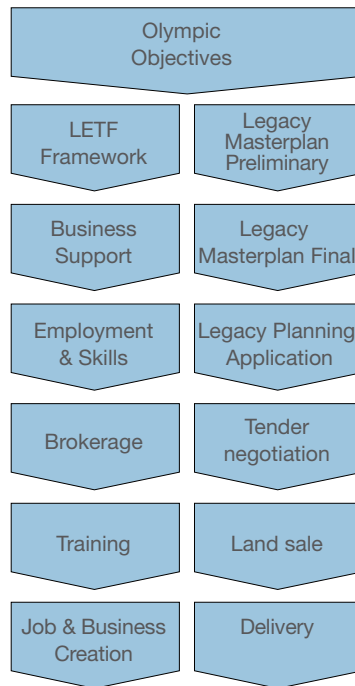 Olympic
Objectives
LETF
Framework
Legacy
Masterplan
Preliminary
Business
Support
Legacy
Masterplan Final
Employment
& Skills
Legacy Planning
Application
Brokerage
Tender
negotiation
Training
Land sale
Job & Business
Creation
Delivery